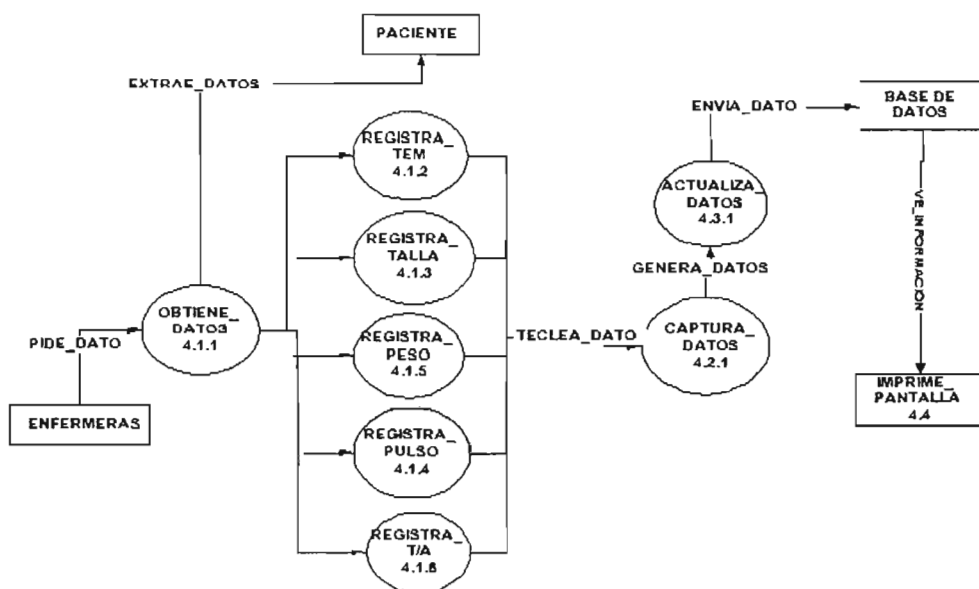 PACIENTE
EXTRAE_DATOS
REGISTRA_
TEM
4.1.2
ENVIA_DATO
BASE DE
DATOS
ACTUALIZA_
DATOS
4.3.1
REGISTRA_
TALLA
4.1.3
GENERA_DATOS
VE_INFORMACION
OBTIENE_
DATOS
4.1.1
PIDE_DATO
REGISTRA_
PESO
4.1.5
TECLEA_DATO
CAPTURA_
DATOS
4.2.1
IMPRIME_
PANTALLA
4.4
ENFERMERAS
REGISTRA_
PULSO
4.1.4
REGISTRA_
T/A
4.1.6